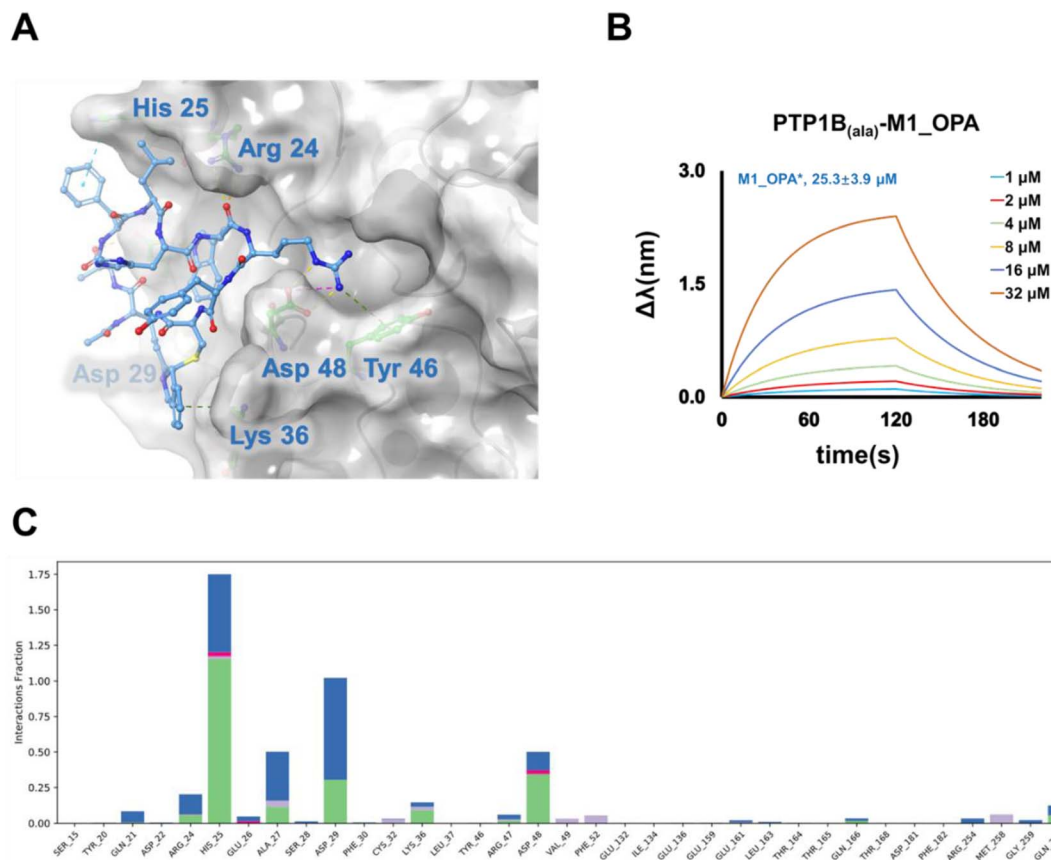 A
His 25
Arg 24
Asp 29
Asp 48
Tyr 46
Lys 36
B
PTP1B(ala)-M1_OPA
M1_OPA*, 25.3±3.9 μM
1 μM
2 μM
4 μM
8 μM
16 μM
32 μM
3.0
1.5
0.0
Δλ(nm)
0
60
120
180
time(s)
C
Interactions Fraction
1.75
1.50
1.25
1.00
0.75
0.50
0.25
0.00
SER_15
TYR_20
GLN_21
ASP_22
ARG_24
HIS_25
GLU_26
ALA_27
SER_28
ASP_29
PHE_30
CYS_32
LYS_36
LEU_37
TYR_46
ARG_47
ASP_48
VAL_49
PHE_52
GLU_132
ILE_134
GLU_136
GLU_159
GLU_161
LEU_163
THR_164
THR_165
GLN_166
THR_168
ASP_181
PHE_182
ARG_254
MET_258
GLY_259